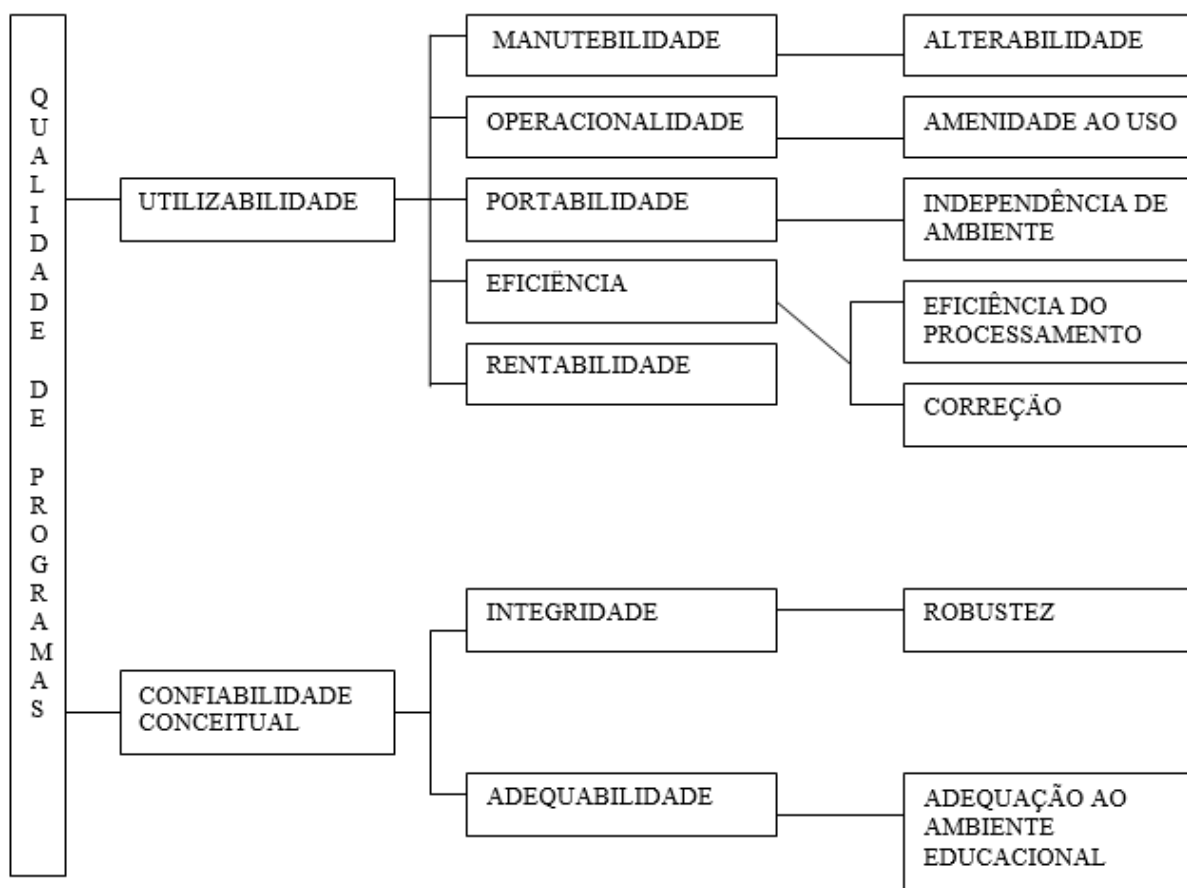 QUALIDADE DE PROGRAMAS
UTILIZABILIDADE
MANUTEBILIDADE
ALTERABILIDADE
OPERACIONALIDADE
AMENIDADE AO USO
PORTABILIDADE
INDEPENDÊNCIA DE
AMBIENTE
EFICIÊNCIA
EFICIÊNCIA DO
PROCESSAMENTO
CORREÇÃO
RENTABILIDADE
CONFIABILIDADE
CONCEITUAL
INTEGRIDADE
ROBUSTEZ
ADEQUABILIDADE
ADEQUAÇÃO AO
AMBIENTE
EDUCACIONAL